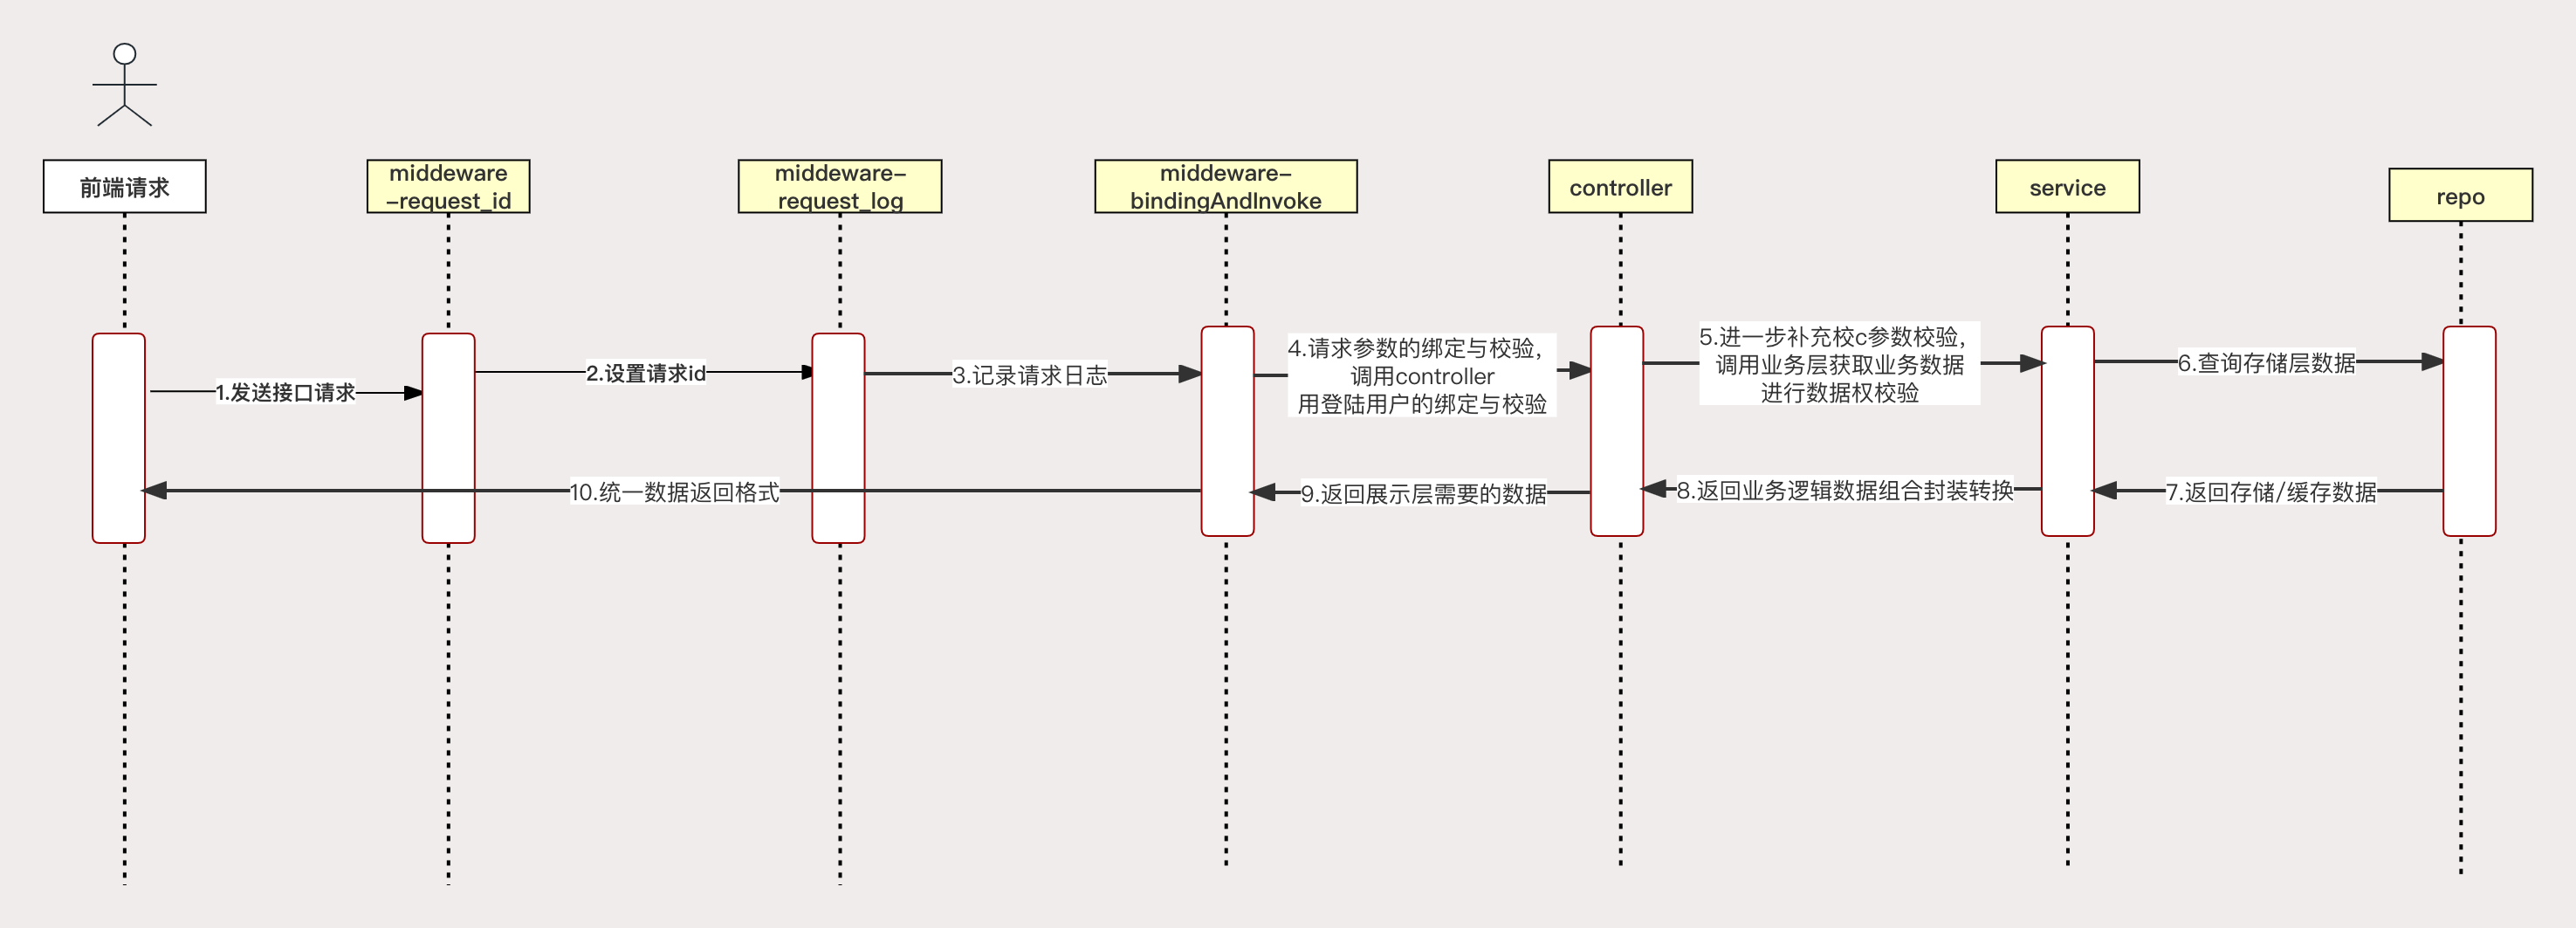 前端请求
middeware
-request_id
middeware-
request_log
middeware-
bindingAndInvoke
controller
service
repo
1.发送接口请求
2.设置请求id
3.记录请求日志
4.请求参数的绑定与校验,
调用controller
用登陆用户的绑定与校验
5.进一步补充校c参数校验,
调用业务层获取业务数据
进行数据权校验
6.查询存储层数据
10.统一数据返回格式
9.返回展示层需要的数据
8.返回业务逻辑数据组合封装转换
7.返回存储/缓存数据